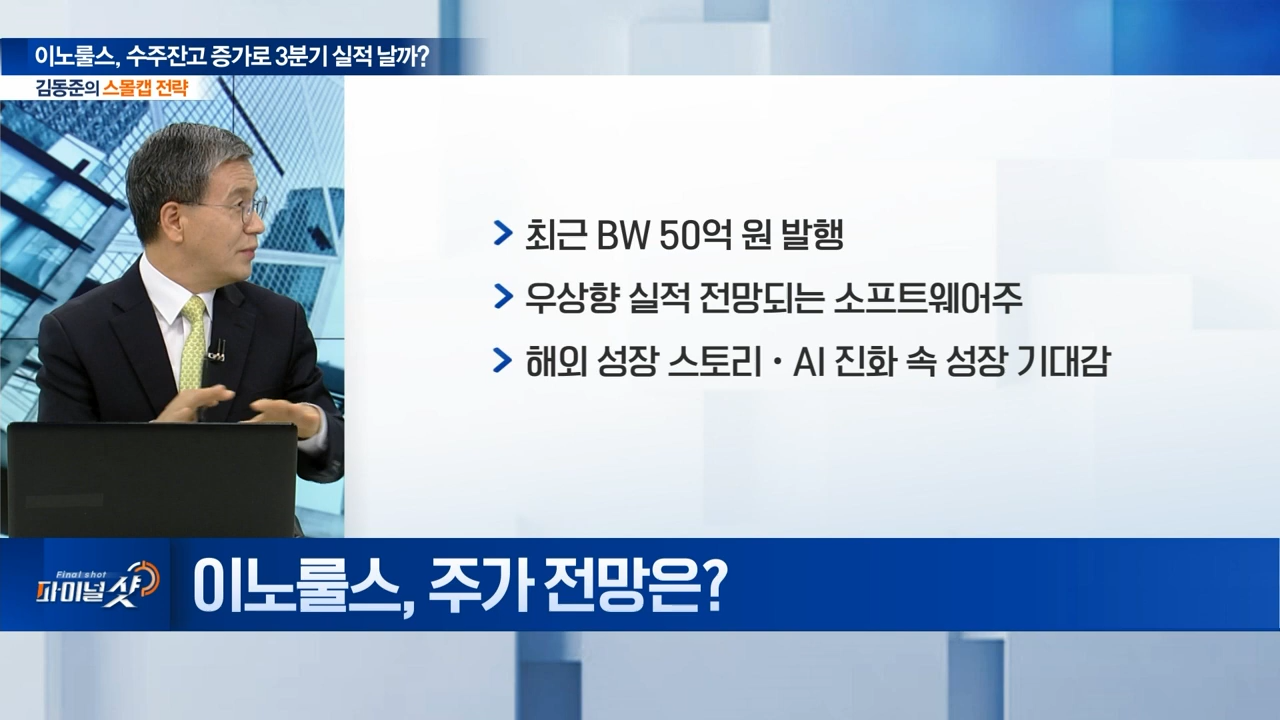 이노룰스, 수주잔고 증가로 3분기 실적 날까?
김동준의 스몰캡 전략
최근 BW 50억 원 발행
우상향 실적 전망되는 소프트웨어주
해외 성장 스토리・AI 진화 속 성장 기대감
Final shot
파이널샷
이노룰스, 주가 전망은?